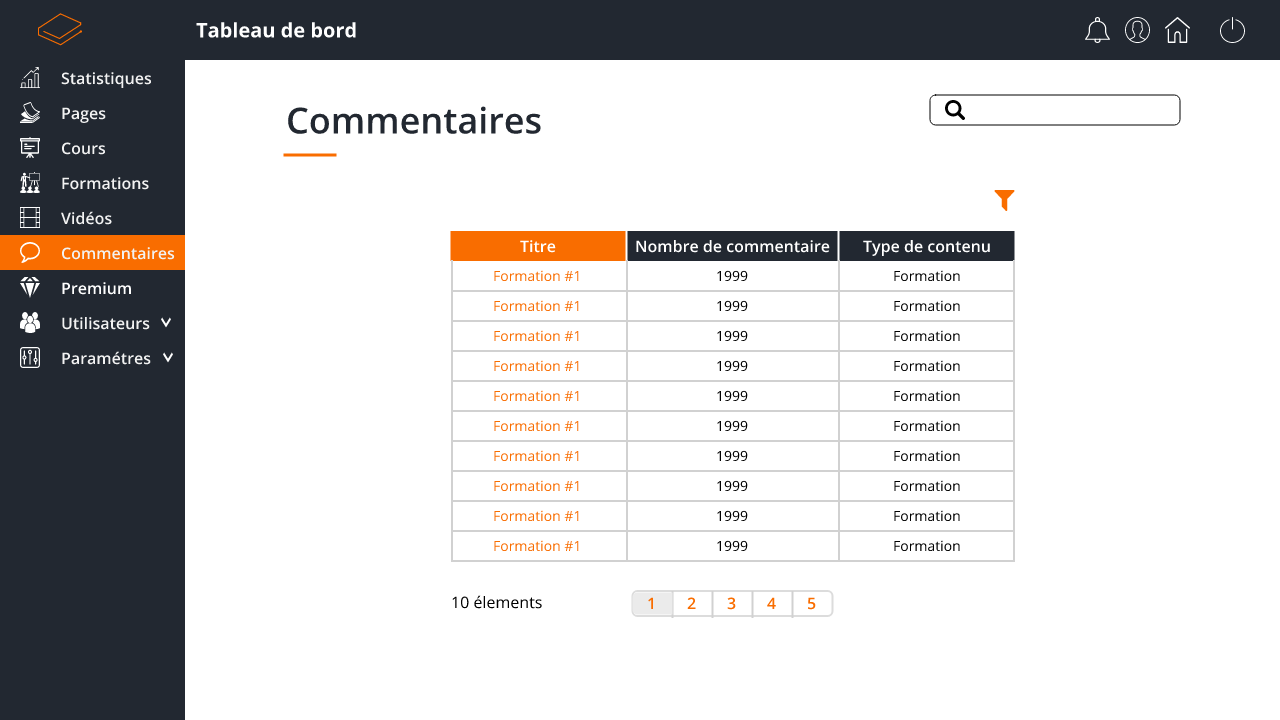 Tableau de bord
Statistiques
Pages
Cours
Formations
Vidéos
Commentaires
Premium
Utilisateurs
Paramétres
Commentaires
Titre Nombre de commentaire Type de contenu
Formation #1 1999 Formation
Formation #1 1999 Formation
Formation #1 1999 Formation
Formation #1 1999 Formation
Formation #1 1999 Formation
Formation #1 1999 Formation
Formation #1 1999 Formation
Formation #1 1999 Formation
Formation #1 1999 Formation
Formation #1 1999 Formation
10 élements 1 2 3 4 5